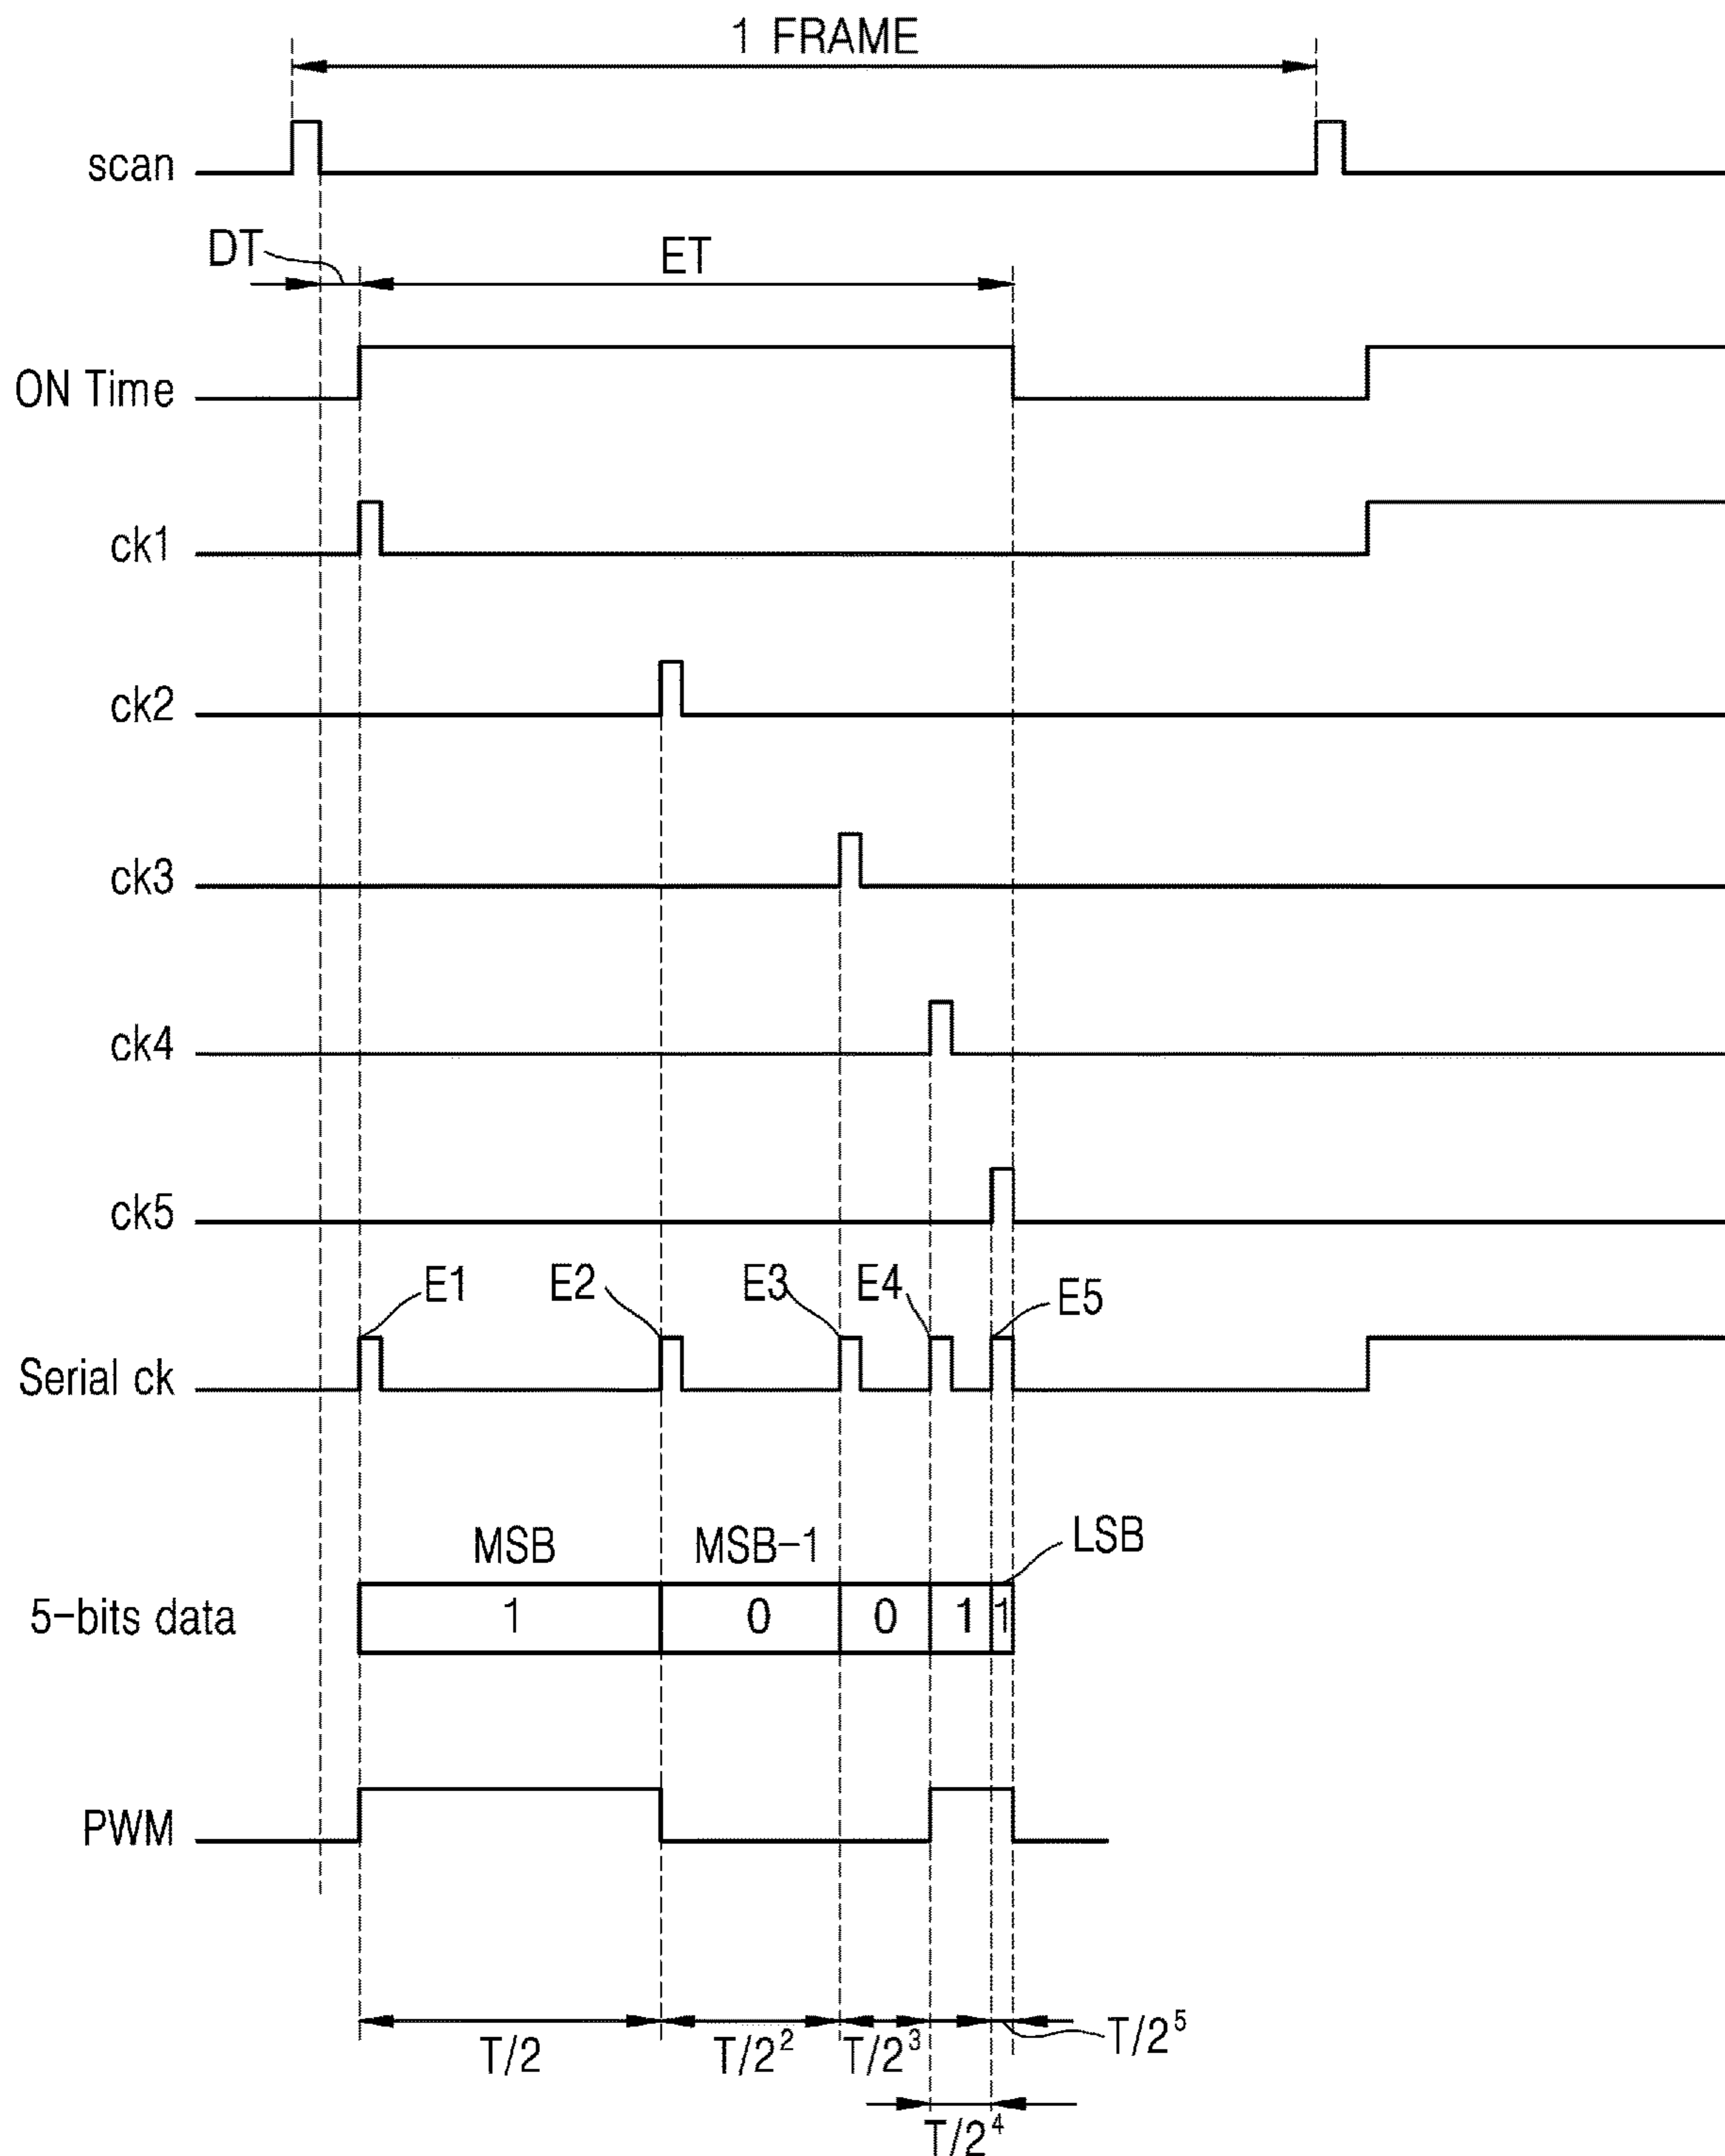 1 FRAME
scan
DT
ET
ON Time
ck1
ck2
ck3
ck4
ck5
E1 E2 E3 E4 E5
Serial ck
MSB MSB-1 LSB
5-bits data 1 0 0 1 1
PWM
T/2 T/2² T/2³ T/2⁵
T/2⁴